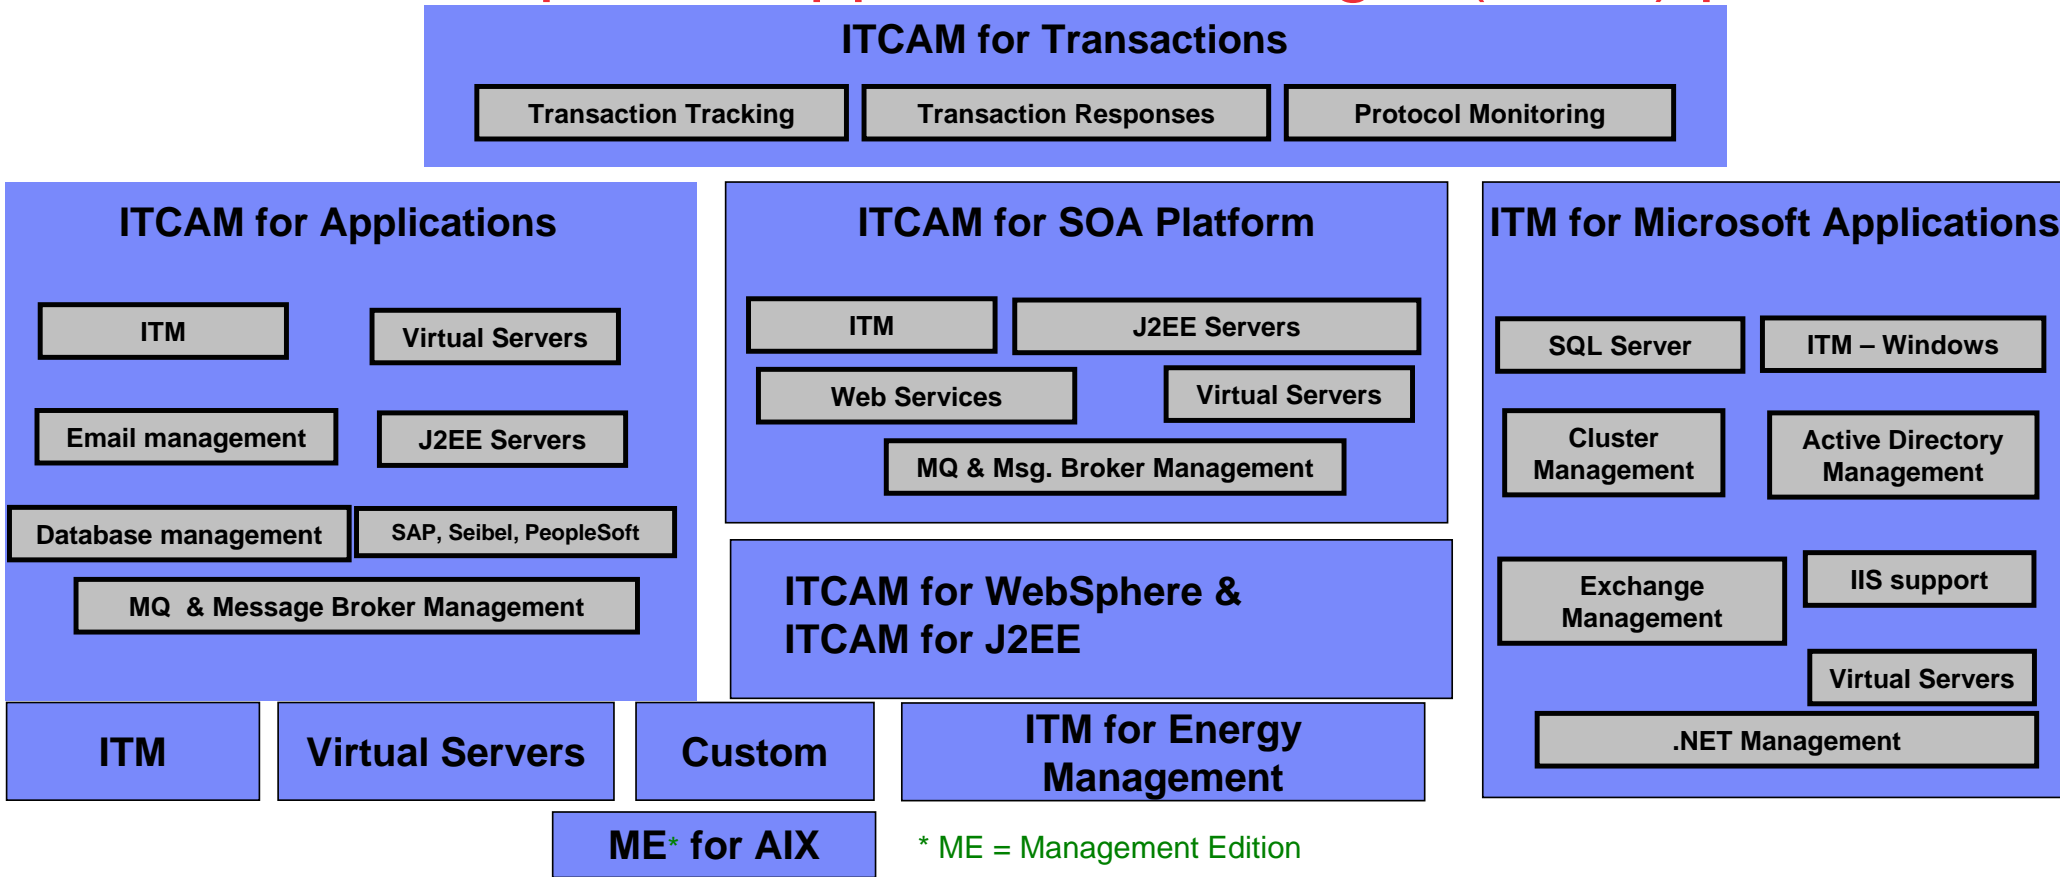 ITCAM for Transactions
Transaction Tracking
Transaction Responses
Protocol Monitoring
ITCAM for Applications
ITM
Virtual Servers
Email management
J2EE Servers
Database management
SAP, Seibel, PeopleSoft
MQ & Message Broker Management
ITCAM for SOA Platform
ITM
J2EE Servers
Web Services
Virtual Servers
MQ & Msg. Broker Management
ITCAM for WebSphere &
ITCAM for J2EE
ITM for Microsoft Applications
SQL Server
ITM – Windows
Cluster
Management
Active Directory
Management
Exchange
Management
IIS support
Virtual Servers
.NET Management
ITM
Virtual Servers
Custom
ITM for Energy
Management
ME* for AIX
* ME = Management Edition